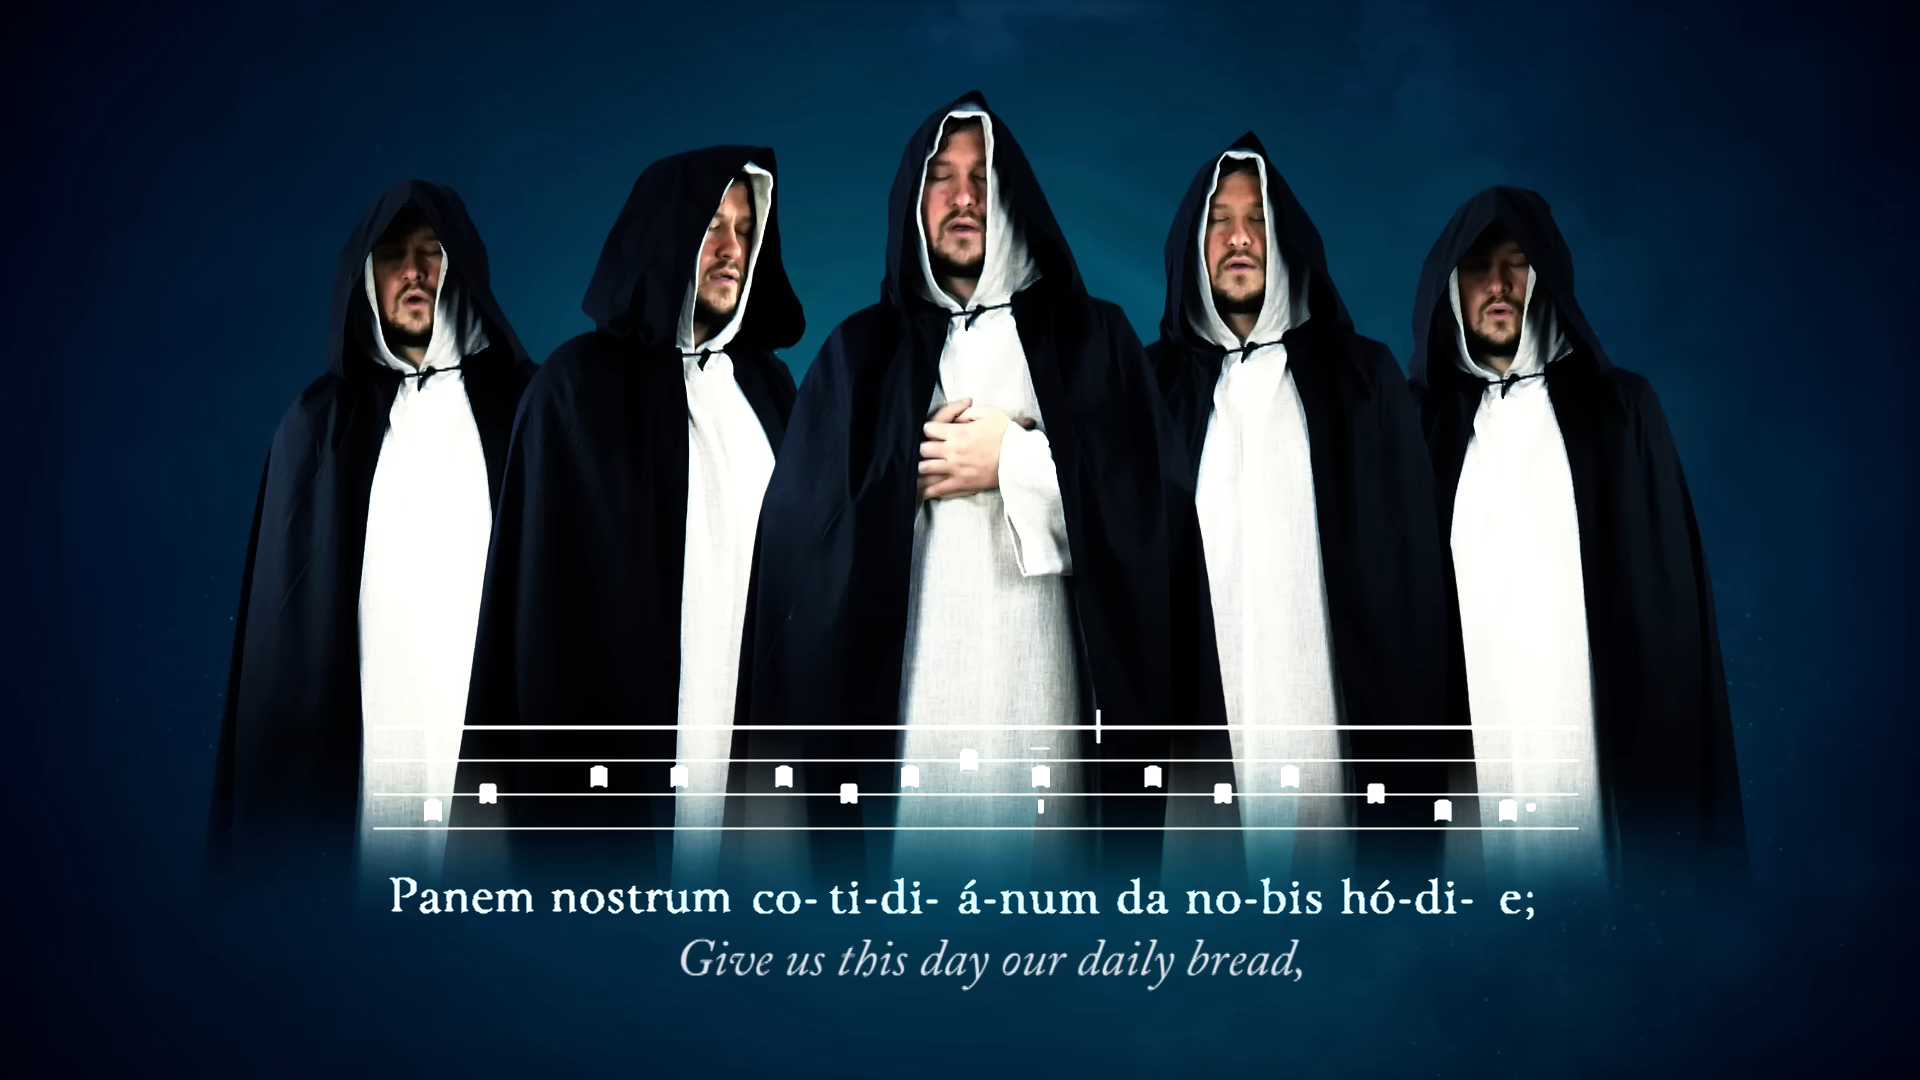 Panem nostrum co- ti-di- á-num da no-bis hó-di- e;
Give us this day our daily bread,